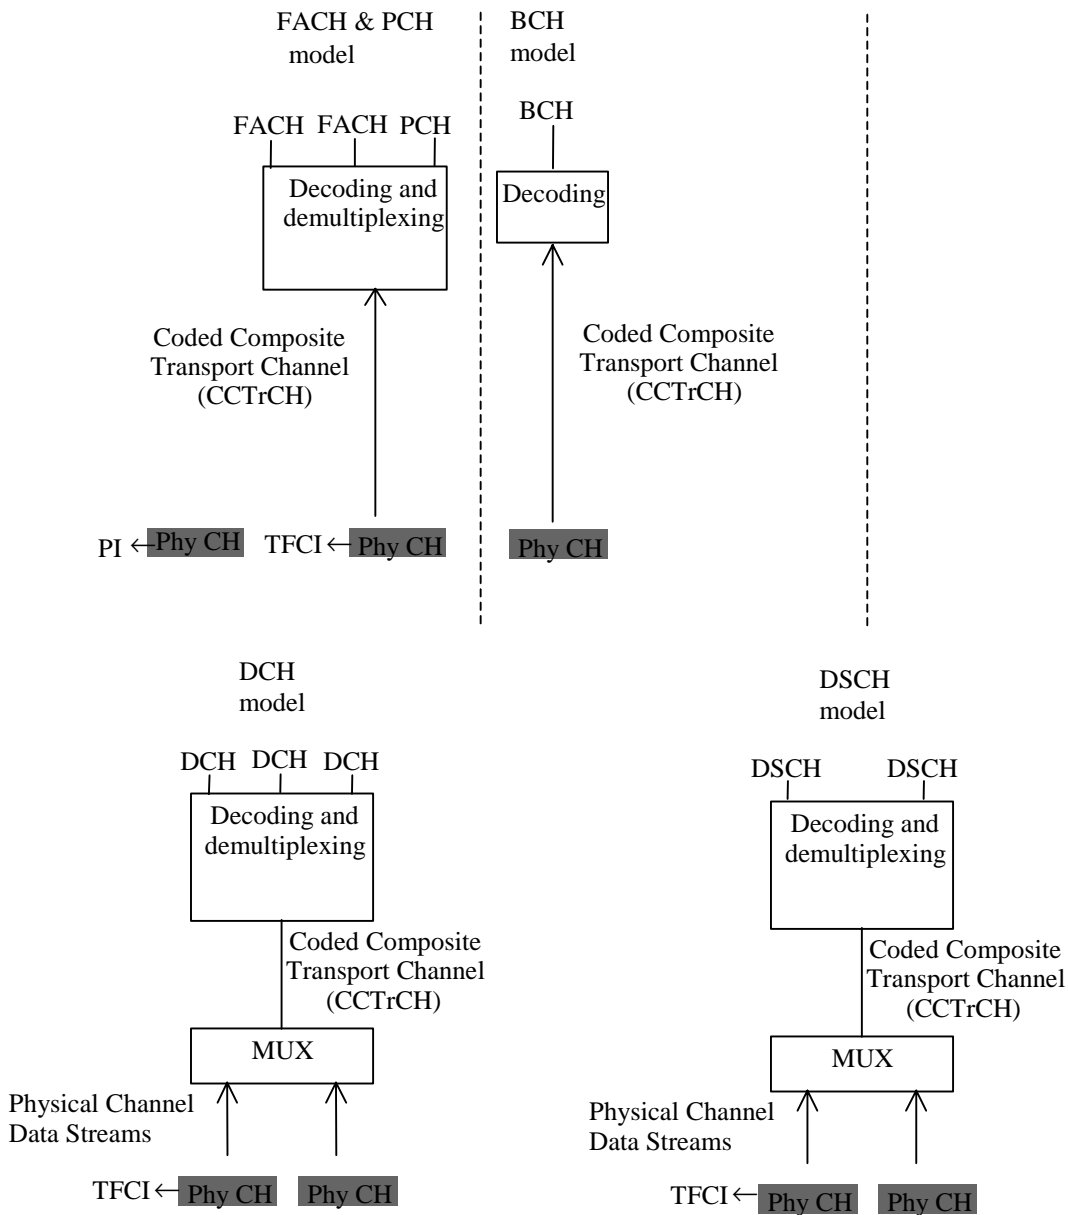 FACH & PCH
model
BCH
model
BCH
FACH FACH PCH
Decoding and
demultiplexing
Decoding
Coded Composite
Transport Channel
(CCTrCH)
Coded Composite
Transport Channel
(CCTrCH)
PI
Phy CH
TFCI
Phy CH
Phy CH
DCH
model
DSCH
model
DCH DCH DCH
Decoding and
demultiplexing
DSCH DSCH
Decoding and
demultiplexing
Coded Composite
Transport Channel
(CCTrCH)
Coded Composite
Transport Channel
(CCTrCH)
MUX
MUX
Physical Channel
Data Streams
Physical Channel
Data Streams
TFCI
Phy CH
Phy CH
TFCI
Phy CH
Phy CH